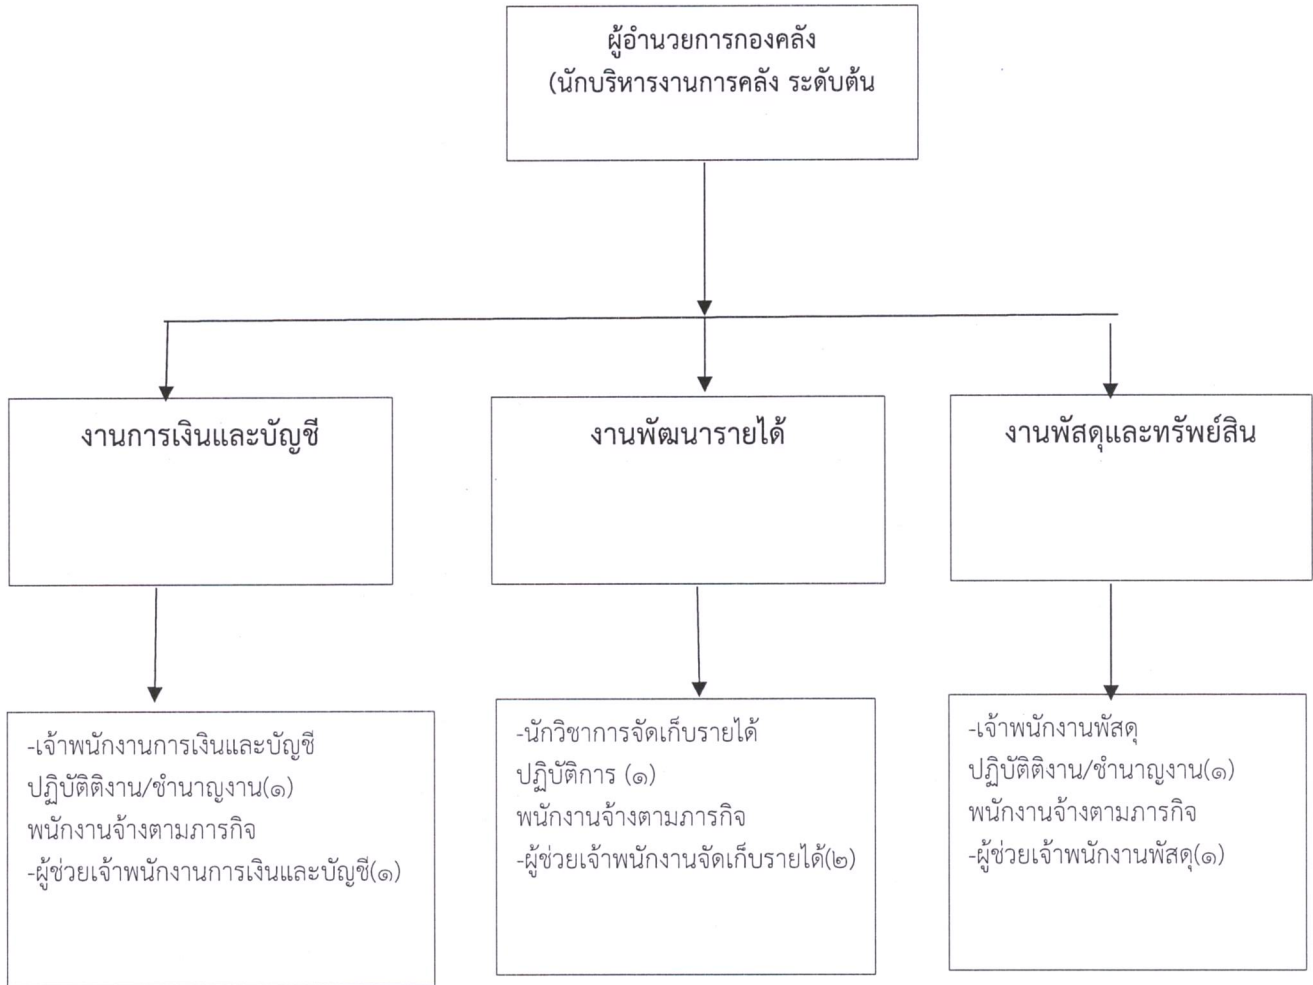 ผู้อำนวยการกองคลัง
(นักบริหารงานการคลัง ระดับต้น
งานการเงินและบัญชี
งานพัฒนารายได้
งานพัสดุและทรัพย์สิน
-เจ้าพนักงานการเงินและบัญชี
ปฏิบัติติงาน/ชำนาญงาน(๑)
พนักงานจ้างตามภารกิจ
-ผู้ช่วยเจ้าพนักงานการเงินและบัญชี(๑)
-นักวิชาการจัดเก็บรายได้
ปฏิบัติการ (๑)
พนักงานจ้างตามภารกิจ
-ผู้ช่วยเจ้าพนักงานจัดเก็บรายได้(๒)
-เจ้าพนักงานพัสดุ
ปฏิบัติติงาน/ชำนาญงาน(๑)
พนักงานจ้างตามภารกิจ
-ผู้ช่วยเจ้าพนักงานพัสดุ(๑)